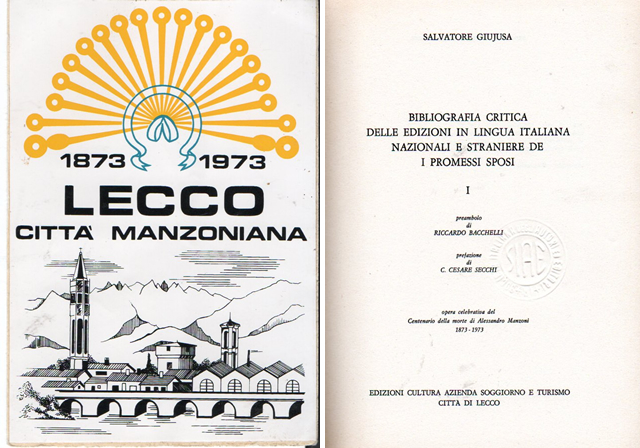 1873 1973
LECCO
CITTÀ MANZONIANA
SALVATORE GIUJUSA
BIBLIOGRAFIA CRITICA
DELLE EDIZIONI IN LINGUA ITALIANA
NAZIONALI E STRANIERE DE
I PROMESSI SPOSI
I
preambolo
di
RICCARDO BACCHELLI
prefazione
di
C. CESARE SECCHI
SIAE
opera celebrativa del
Centenario della morte di Alessandro Manzoni
1873 - 1973
EDIZIONI CULTURA AZIENDA SOGGIORNO E TURISMO
CITTA DI LECCO